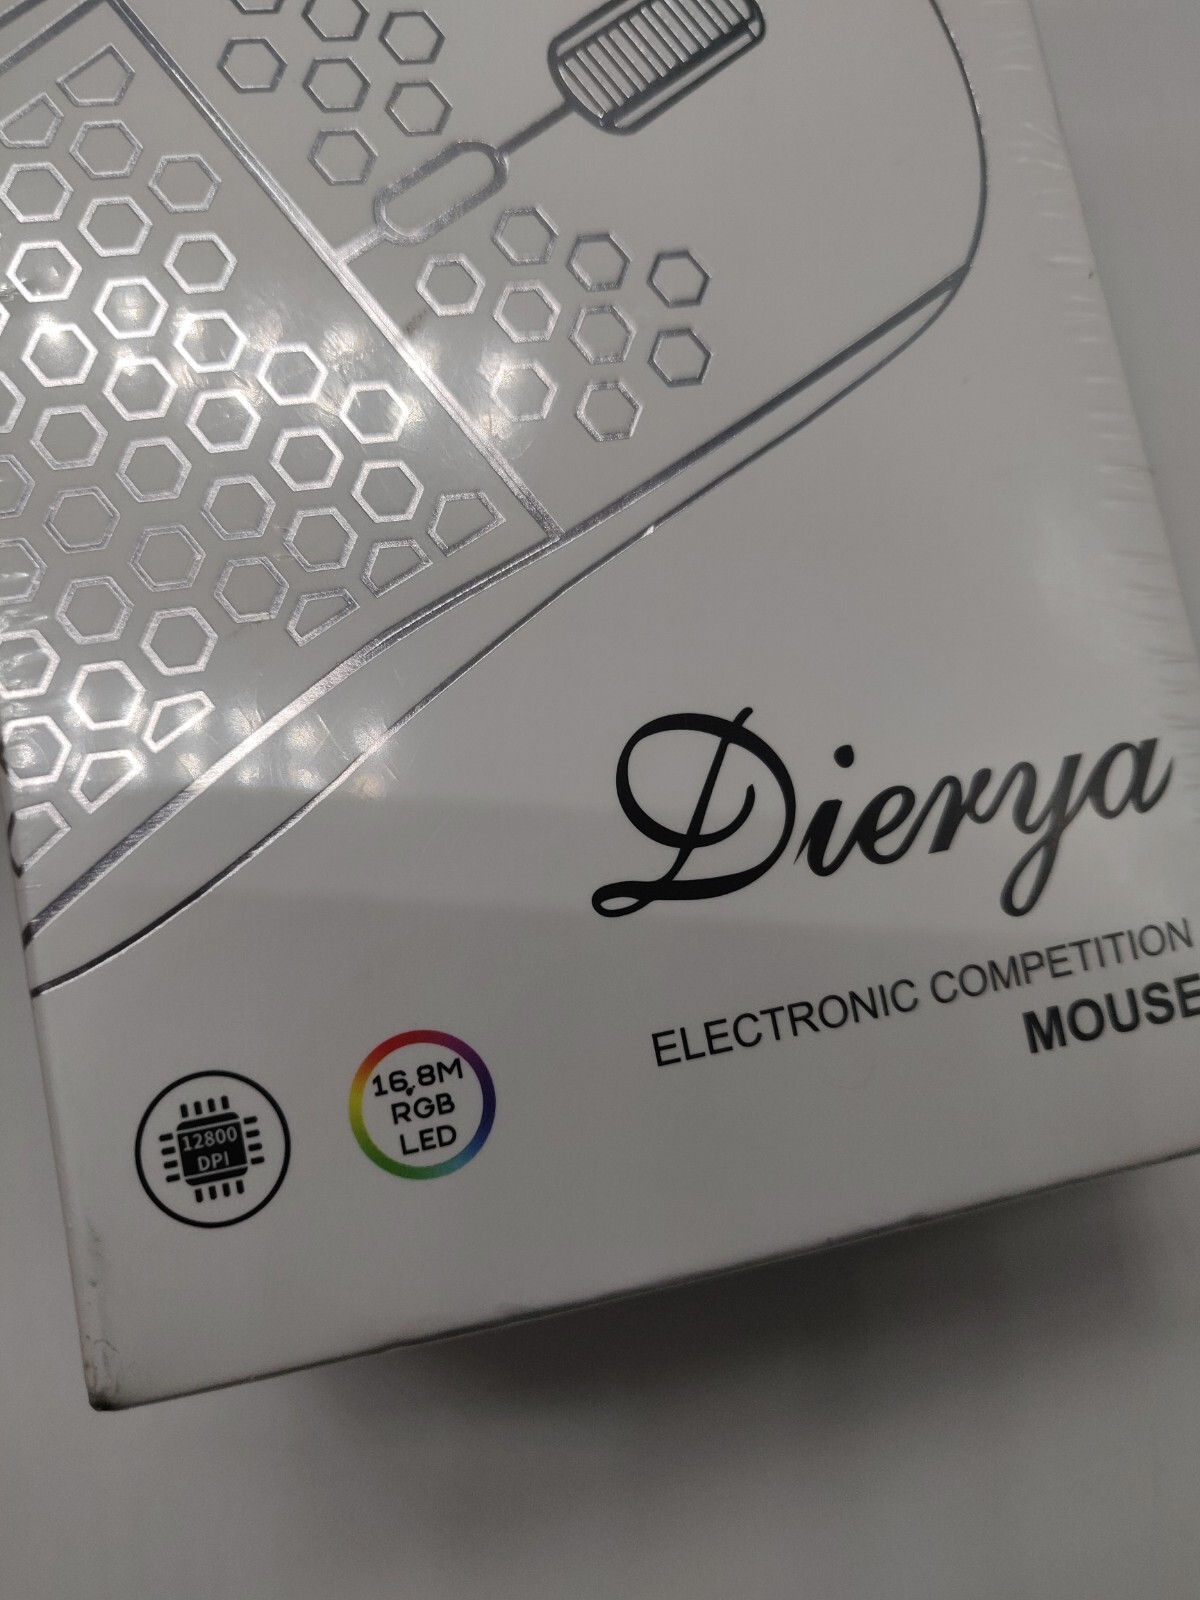 Dierya
ELECTRONIC COMPETITION
MOUSE
12800
DPI
16.8M
RGB
LED